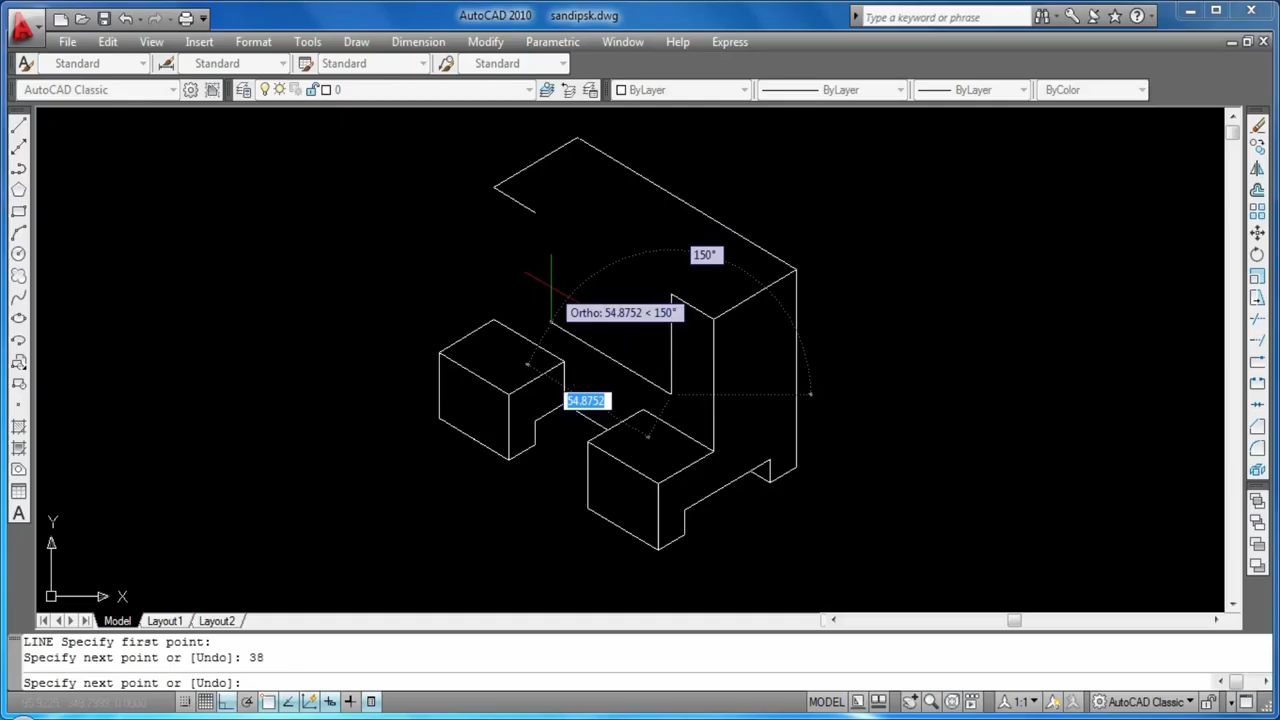 AutoCAD 2010 sandipsk.dwg
Type a keyword or phrase
File Edit View Insert Format Tools Draw Dimension Modify Parametric Window Help Express
Standard Standard Standard Standard
AutoCAD Classic 0 ByLayer ByLayer ByLayer ByColor
150°
Ortho: 54.8752 < 150°
54.8752
Y
X
A
Model Layout1 Layout2
LINE Specify first point:
Specify next point or [Undo]: 38
Specify next point or [Undo]:
MODEL 1:1 AutoCAD Classic